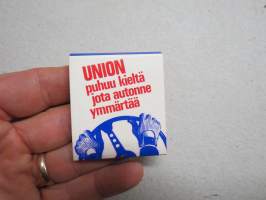 UNION
puhuu kieltä
jota autonne
ymmärtää